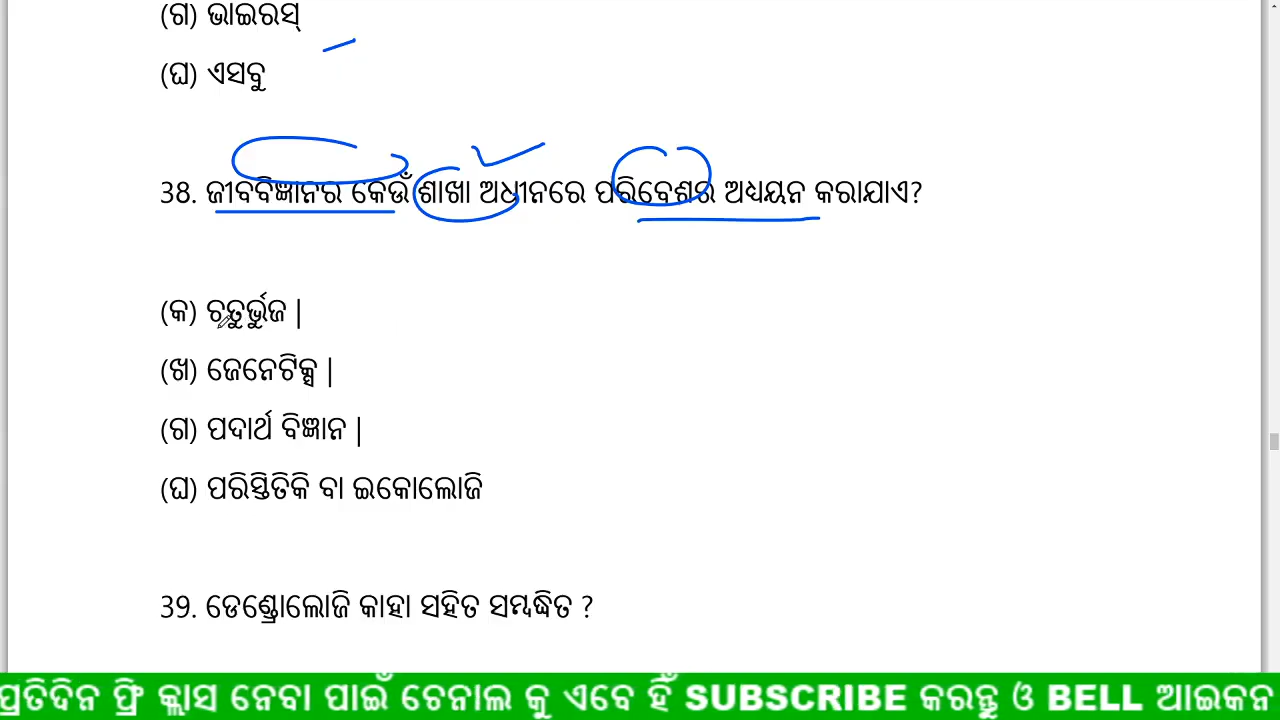 (ଗ) ଭାଇରସ୍
(ଘ) ଏସବୁ
38. ଜୀବବିଜ୍ଞାନର କେଉଁ ଶାଖା ଅଧୀନରେ ପରିବେଶର ଅଧ୍ୟୟନ କରାଯାଏ?
(କ) ଚତୁର୍ଭୁଜ |
(ଖ) ଜେନେଟିକ୍ସ |
(ଗ) ପଦାର୍ଥ ବିଜ୍ଞାନ |
(ଘ) ପରିସ୍ତିତିକି ବା ଇକୋଲୋଜି
39. ଡେଣ୍ଡ୍ରୋଲୋଜି କାହା ସହିତ ସମ୍ବଦ୍ଧିତ ?
ପ୍ରତିଦିନ ଫ୍ରି କ୍ଲାସ ନେବା ପାଇଁ ଚେନାଲ କୁ ଏବେ ହିଁ SUBSCRIBE କରନ୍ତୁ ଓ BELL ଆଇକନ